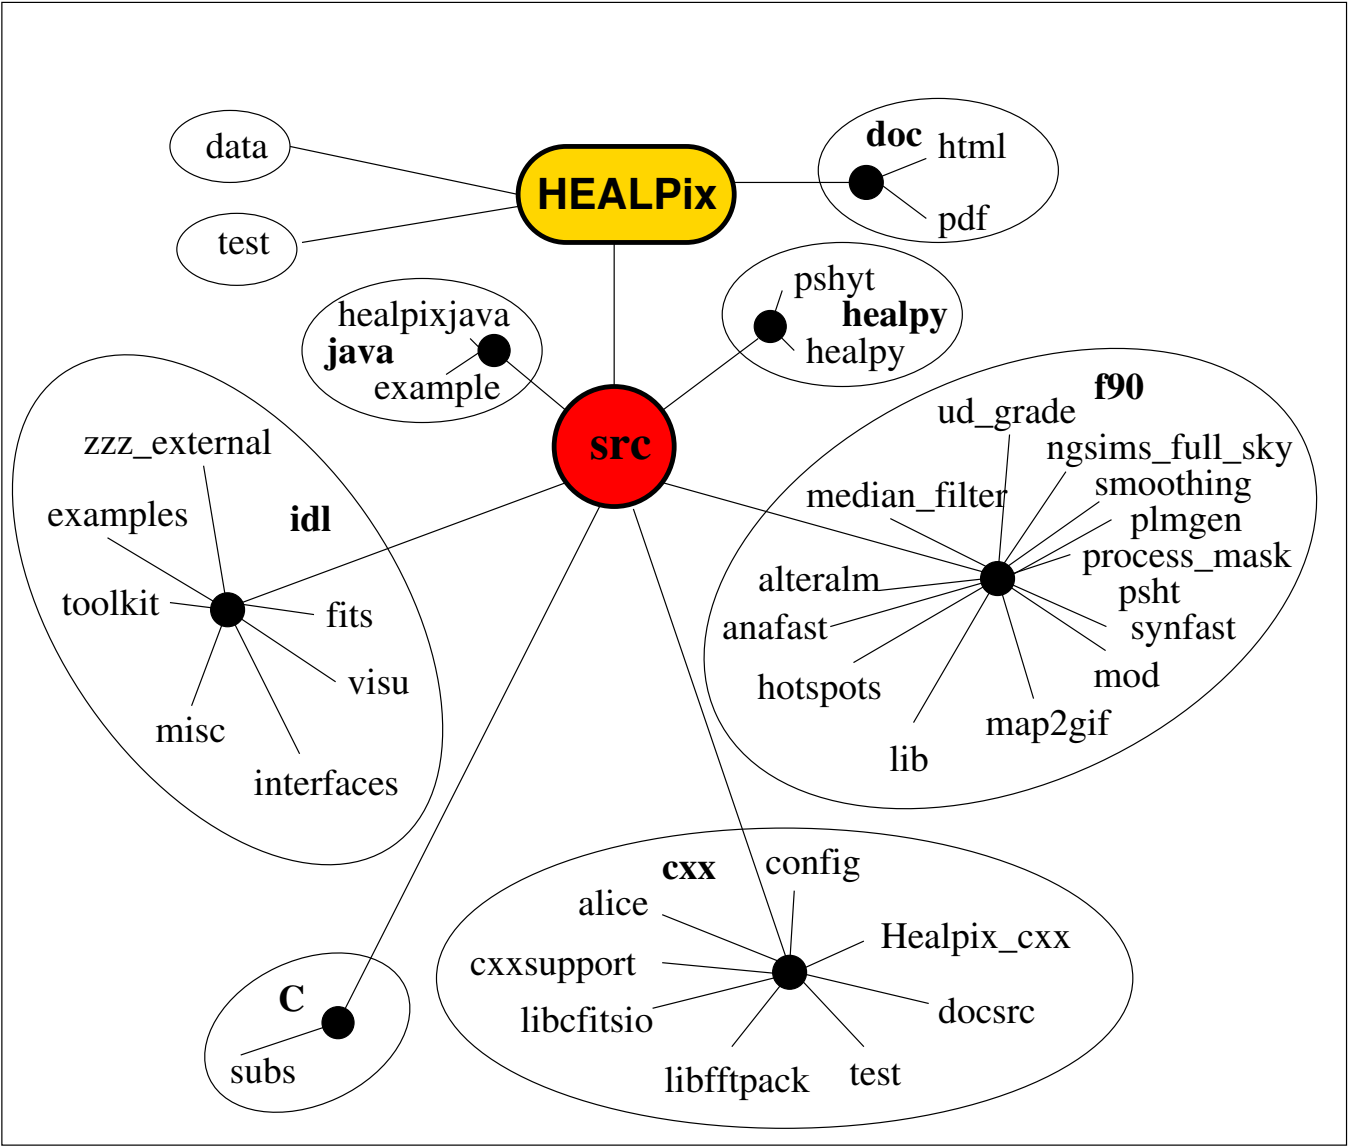 data
HEALPix
doc
html
pdf
test
pshyt
healpy
healpy
healpixjava
java
example
src
f90
ud_grade
ngsims_full_sky
smoothing
median_filter
plmgen
process_mask
alteralm
psht
anafast
synfast
hotspots
mod
map2gif
lib
zzz_external
examples
idl
toolkit
fits
visu
misc
interfaces
cxx
config
alice
Healpix_cxx
cxxsupport
docsrc
libcfitsio
libfftpack
test
C
subs